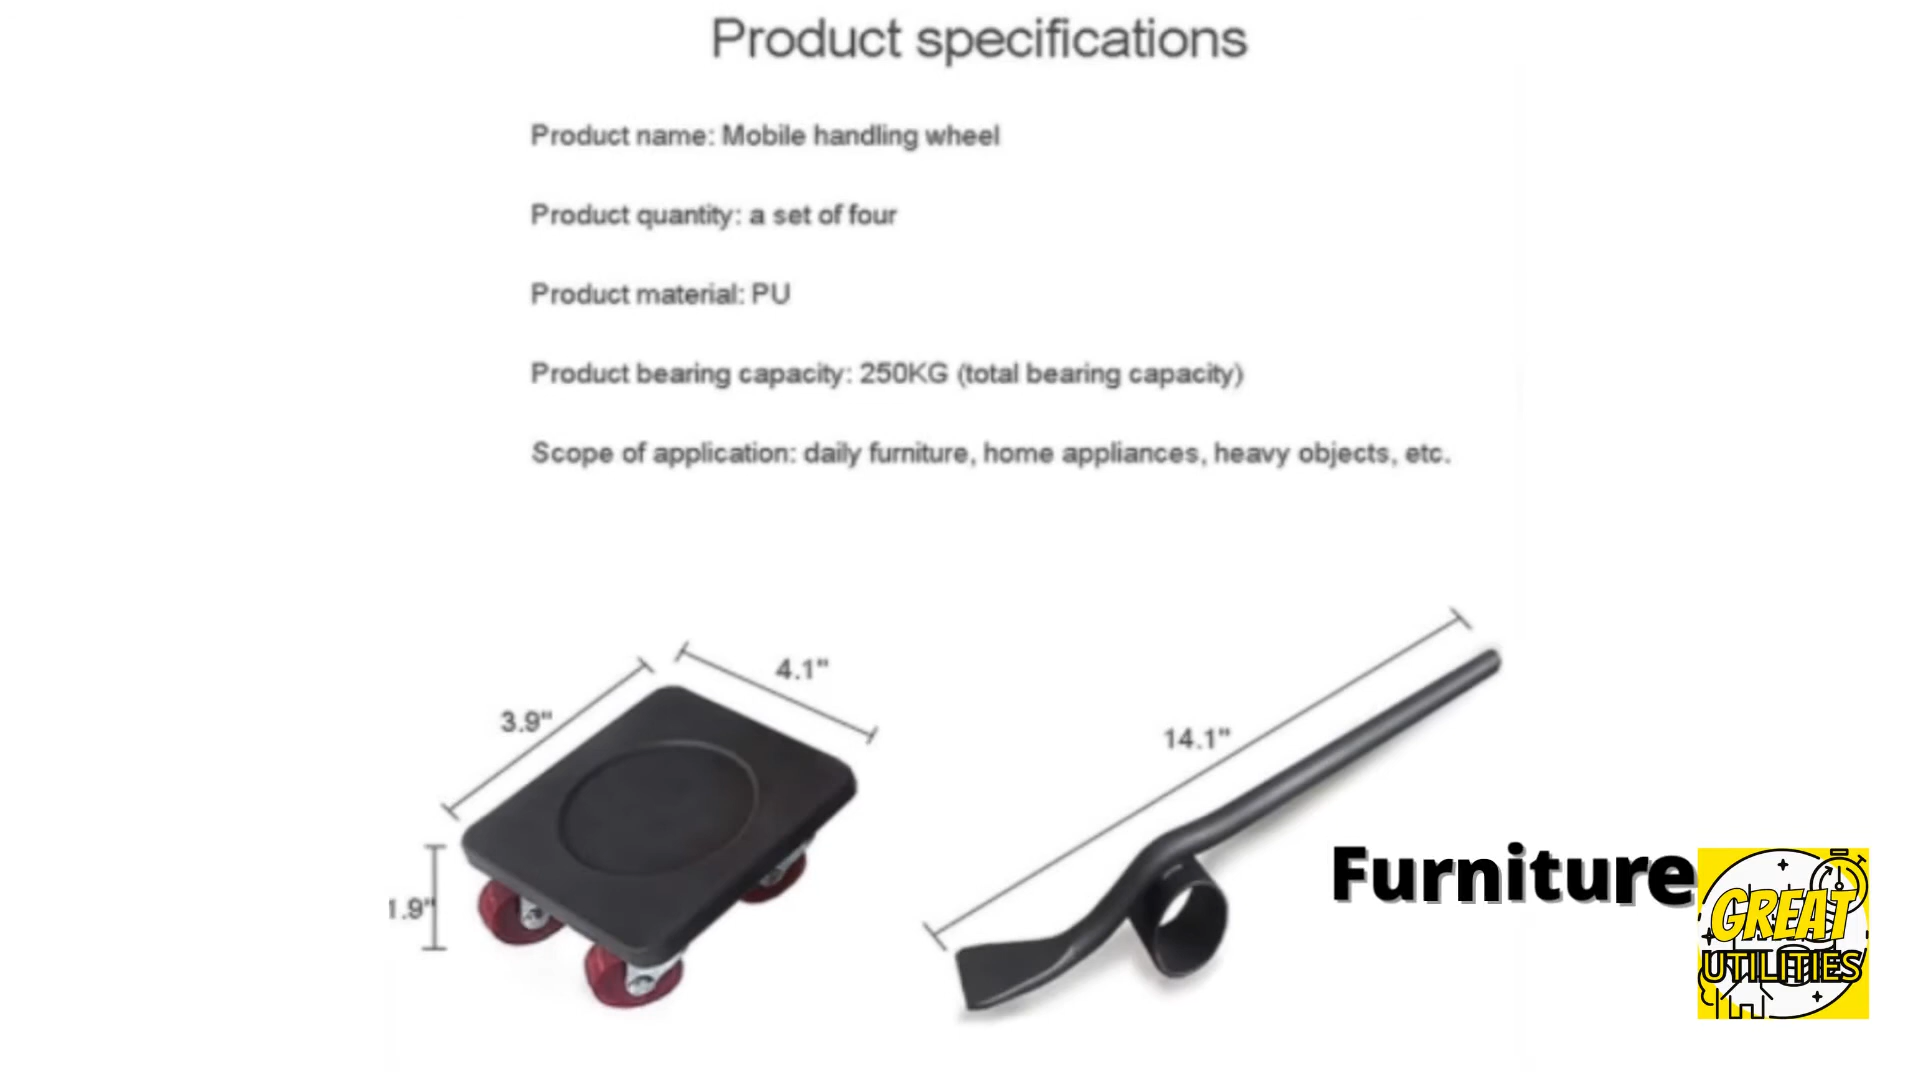 Product specifications
Product name: Mobile handling wheel
Product quantity: a set of four
Product material: PU
Product bearing capacity: 250KG (total bearing capacity)
Scope of application: daily furniture, home appliances, heavy objects, etc.
4.1"
3.9"
14.1"
1.9"
Furniture
GREAT
UTILITIES